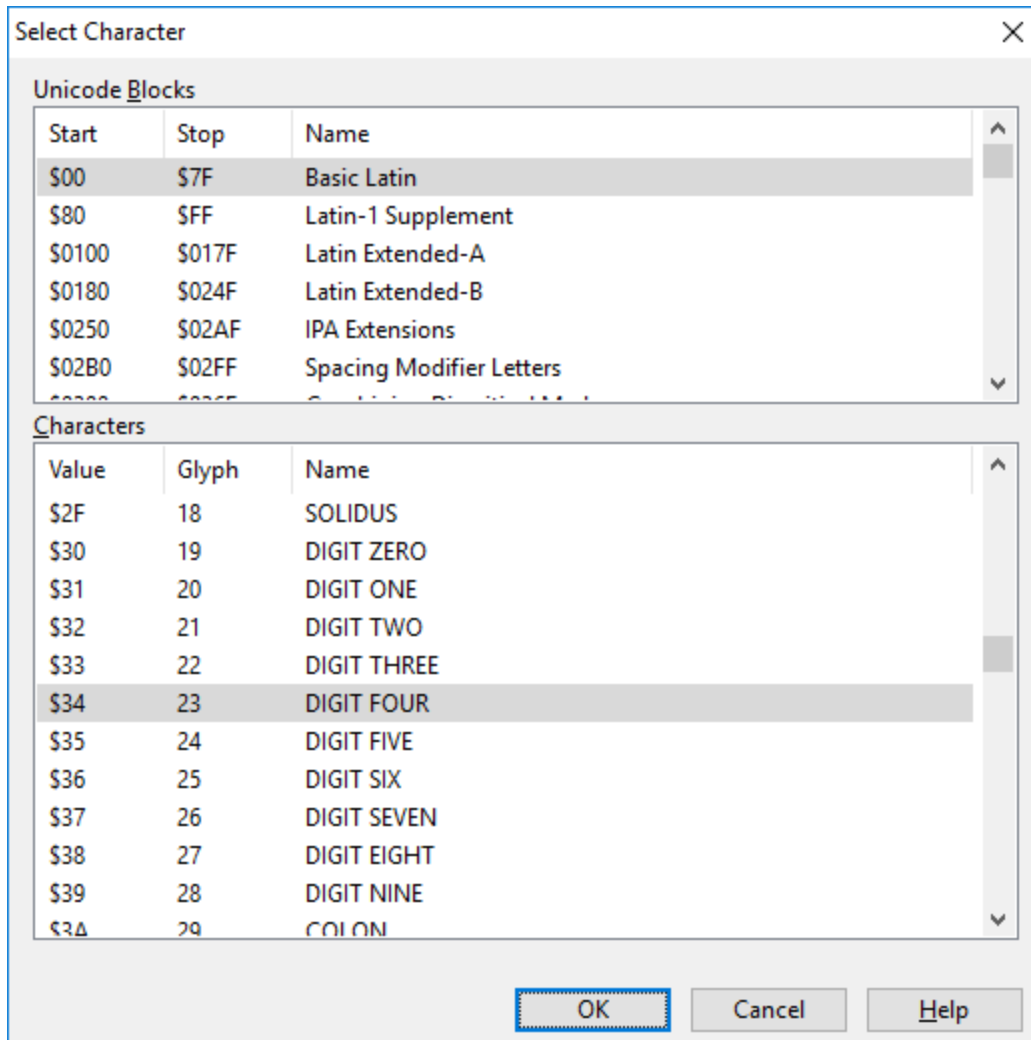 Select Character
Unicode Blocks
Start Stop Name
$00 $7F Basic Latin
$80 $FF Latin-1 Supplement
$0100 $017F Latin Extended-A
$0180 $024F Latin Extended-B
$0250 $02AF IPA Extensions
$02B0 $02FF Spacing Modifier Letters
Characters
Value Glyph Name
$2F 18 SOLIDUS
$30 19 DIGIT ZERO
$31 20 DIGIT ONE
$32 21 DIGIT TWO
$33 22 DIGIT THREE
$34 23 DIGIT FOUR
$35 24 DIGIT FIVE
$36 25 DIGIT SIX
$37 26 DIGIT SEVEN
$38 27 DIGIT EIGHT
$39 28 DIGIT NINE
$3A 29 COLON
OK Cancel Help